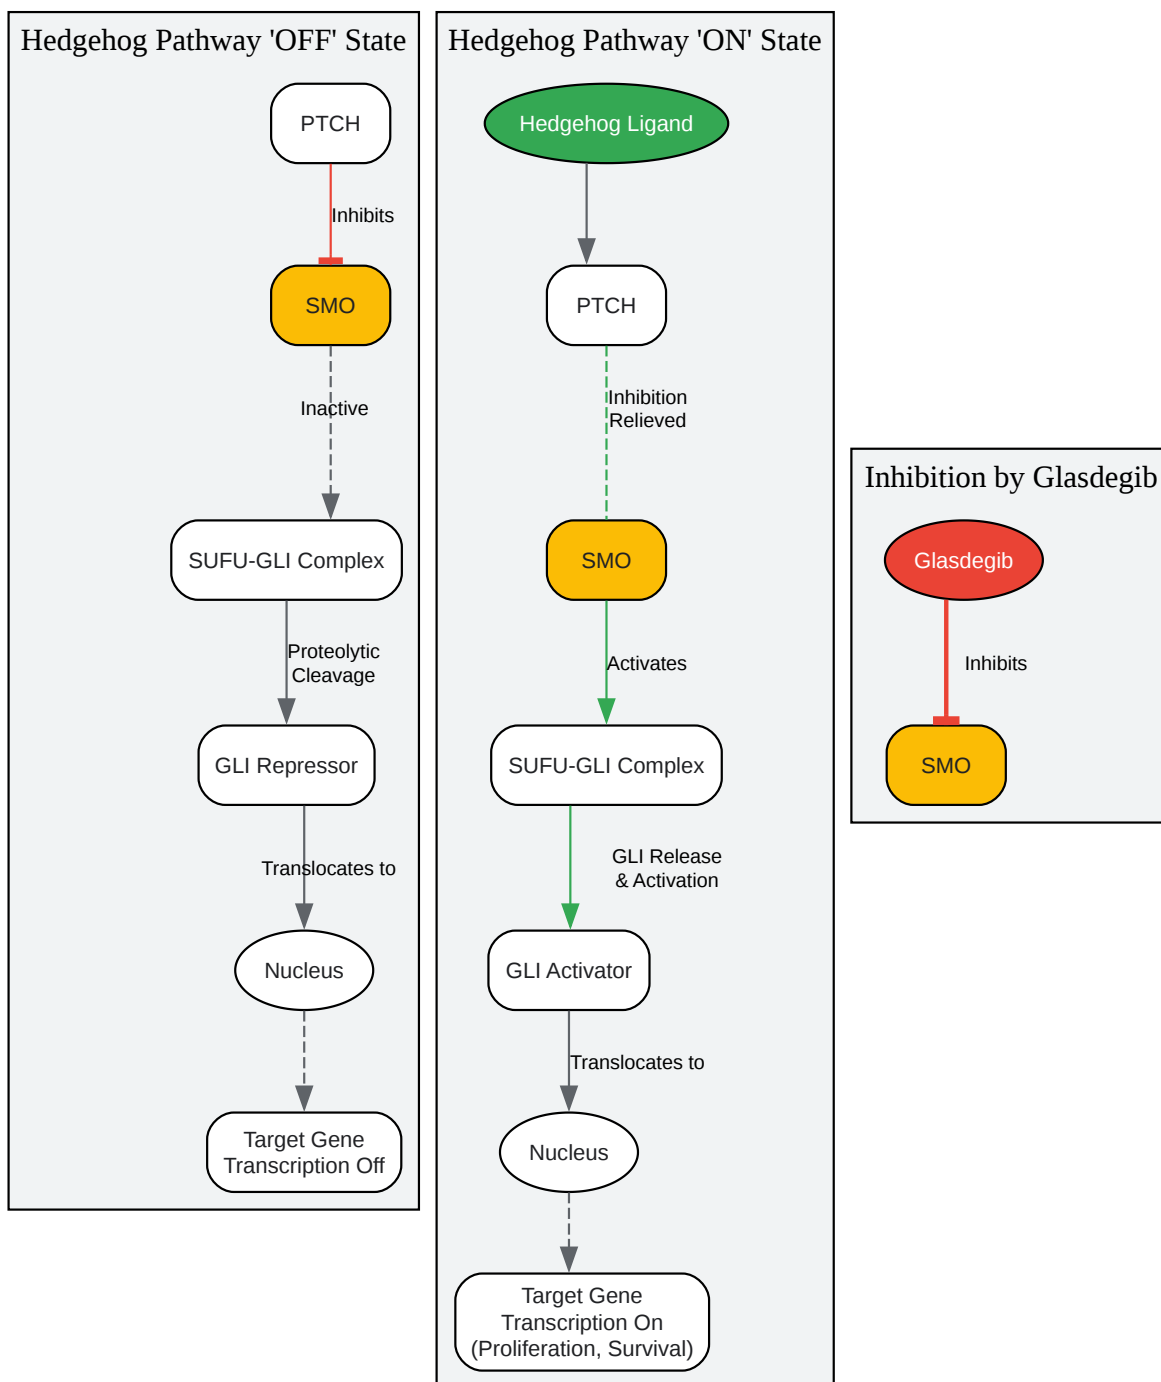 Hedgehog Pathway 'OFF' State
PTCH
Inhibits
SMO
Inactive
SUFU-GLI Complex
Proteolytic
Cleavage
GLI Repressor
Translocates to
Nucleus
Target Gene
Transcription Off
Hedgehog Pathway 'ON' State
Hedgehog Ligand
PTCH
Inhibition
Relieved
SMO
Activates
SUFU-GLI Complex
GLI Release
& Activation
GLI Activator
Translocates to
Nucleus
Target Gene
Transcription On
(Proliferation, Survival)
Inhibition by Glasdegib
Glasdegib
Inhibits
SMO